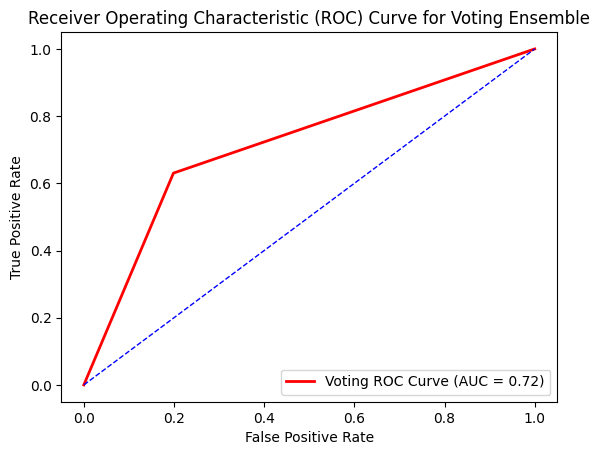 Receiver Operating Characteristic (ROC) Curve for Voting Ensemble
1.0
0.8
0.6
0.4
0.2
0.0
True Positive Rate
Voting ROC Curve (AUC = 0.72)
0.0 0.2 0.4 0.6 0.8 1.0
False Positive Rate